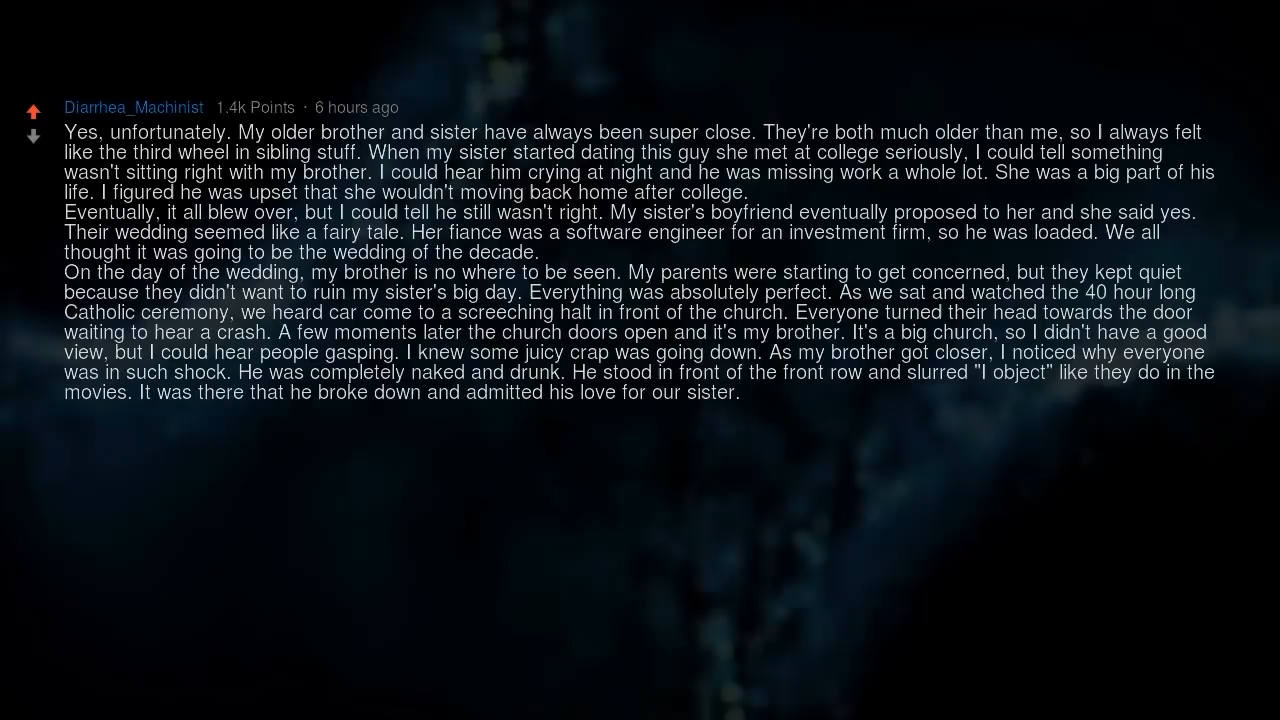 Diarrhea_Machinist 1.4k Points · 6 hours ago
Yes, unfortunately. My older brother and sister have always been super close. They're both much older than me, so I always felt
like the third wheel in sibling stuff. When my sister started dating this guy she met at college seriously, I could tell something
wasn't sitting right with my brother. I could hear him crying at night and he was missing work a whole lot. She was a big part of his
life. I figured he was upset that she wouldn't moving back home after college.
Eventually, it all blew over, but I could tell he still wasn't right. My sister's boyfriend eventually proposed to her and she said yes.
Their wedding seemed like a fairy tale. Her fiance was a software engineer for an investment firm, so he was loaded. We all
thought it was going to be the wedding of the decade.
On the day of the wedding, my brother is no where to be seen. My parents were starting to get concerned, but they kept quiet
because they didn't want to ruin my sister's big day. Everything was absolutely perfect. As we sat and watched the 40 hour long
Catholic ceremony, we heard car come to a screeching halt in front of the church. Everyone turned their head towards the door
waiting to hear a crash. A few moments later the church doors open and it's my brother. It's a big church, so I didn't have a good
view, but I could hear people gasping. I knew some juicy crap was going down. As my brother got closer, I noticed why everyone
was in such shock. He was completely naked and drunk. He stood in front of the front row and slurred "I object" like they do in the
movies. It was there that he broke down and admitted his love for our sister.